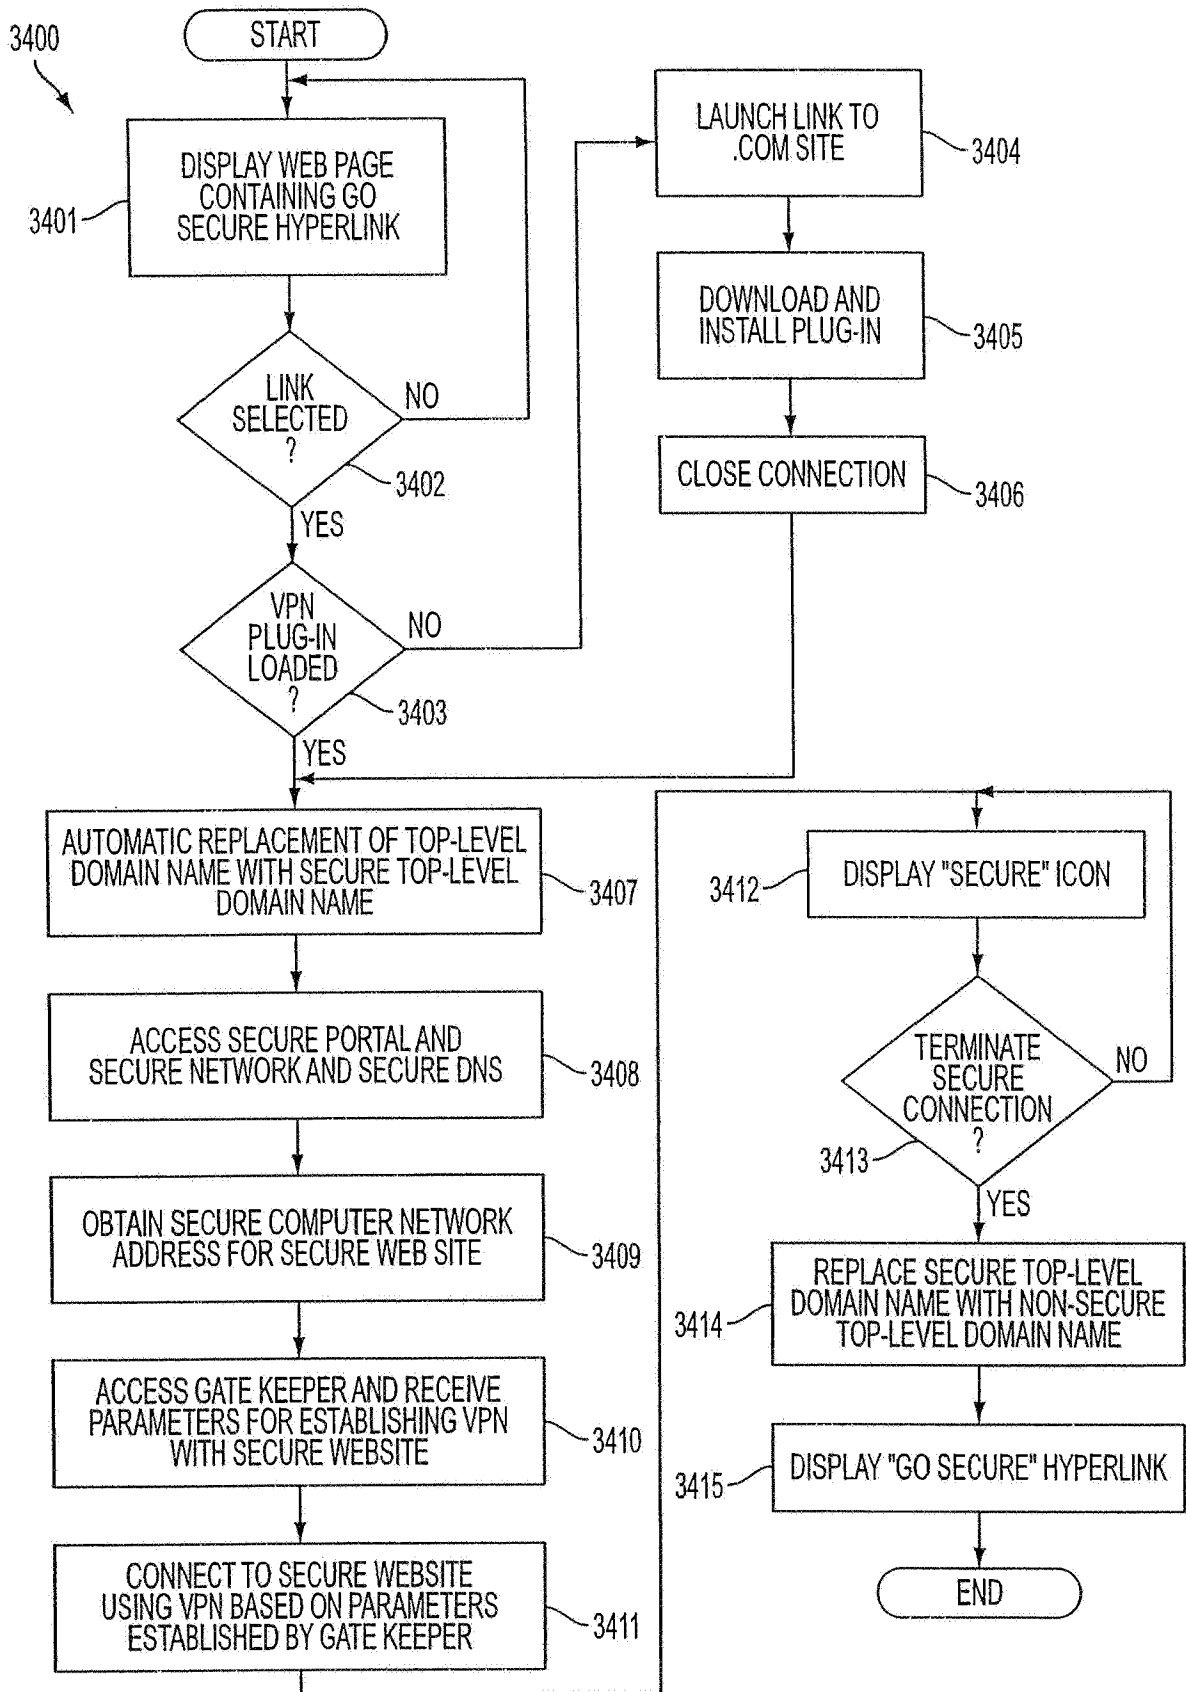 3400
START
DISPLAY WEB PAGE
CONTAINING GO
SECURE HYPERLINK
3401
LINK
SELECTED
?
NO
3402
YES
VPN
PLUG-IN
LOADED
?
NO
3403
YES
LAUNCH LINK TO
.COM SITE
3404
DOWNLOAD AND
INSTALL PLUG-IN
3405
CLOSE CONNECTION
3406
AUTOMATIC REPLACEMENT OF TOP-LEVEL
DOMAIN NAME WITH SECURE TOP-LEVEL
DOMAIN NAME
3407
ACCESS SECURE PORTAL AND
SECURE NETWORK AND SECURE DNS
3408
OBTAIN SECURE COMPUTER NETWORK
ADDRESS FOR SECURE WEB SITE
3409
ACCESS GATE KEEPER AND RECEIVE
PARAMETERS FOR ESTABLISHING VPN
WITH SECURE WEBSITE
3410
CONNECT TO SECURE WEBSITE
USING VPN BASED ON PARAMETERS
ESTABLISHED BY GATE KEEPER
3411
DISPLAY "SECURE" ICON
3412
TERMINATE
SECURE
CONNECTION
?
NO
3413
YES
REPLACE SECURE TOP-LEVEL
DOMAIN NAME WITH NON-SECURE
TOP-LEVEL DOMAIN NAME
3414
DISPLAY "GO SECURE" HYPERLINK
3415
END